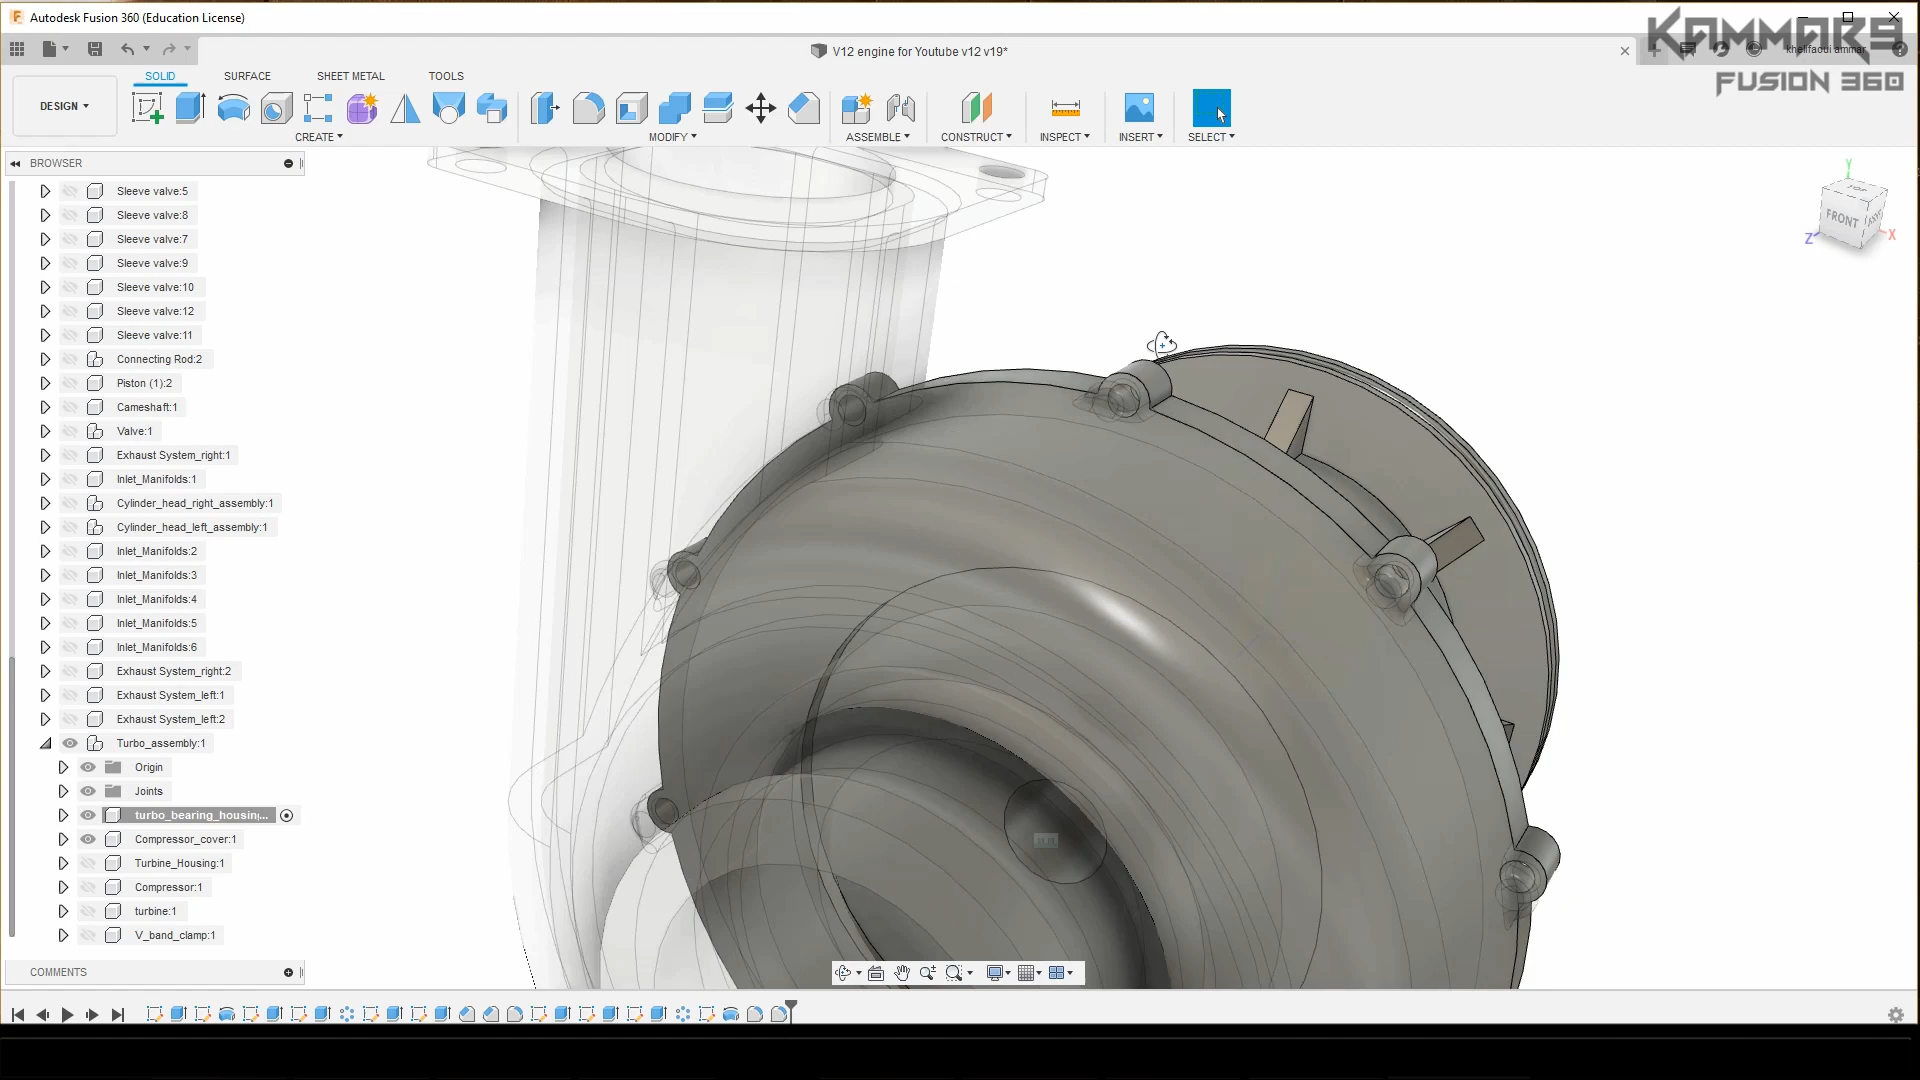 Autodesk Fusion 360 (Education License)
KAMMARS
FUSION 360
V12 engine for Youtube v12 v19*
khelifaoui ammar
SOLID
SURFACE
SHEET METAL
TOOLS
DESIGN
CREATE
MODIFY
ASSEMBLE
CONSTRUCT
INSPECT
INSERT
SELECT
BROWSER
Sleeve valve:5
Sleeve valve:8
Sleeve valve:7
Sleeve valve:9
Sleeve valve:10
Sleeve valve:12
Sleeve valve:11
Connecting Rod:2
Piston (1):2
Cameshaft:1
Valve:1
Exhaust System_right:1
Inlet_Manifolds:1
Cylinder_head_right_assembly:1
Cylinder_head_left_assembly:1
Inlet_Manifolds:2
Inlet_Manifolds:3
Inlet_Manifolds:4
Inlet_Manifolds:5
Inlet_Manifolds:6
Exhaust System_right:2
Exhaust System_left:1
Exhaust System_left:2
Turbo_assembly:1
Origin
Joints
turbo_bearing_housin...
Compressor_cover:1
Turbine_Housing:1
Compressor:1
turbine:1
V_band_clamp:1
COMMENTS
Y
TOP
FRONT
Z
X